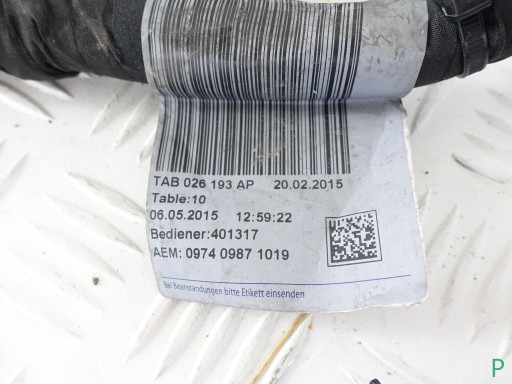 TAB 026 193 AP 20.02.2015
Table:10
06.05.2015 12:59:22
Bediener:401317
AEM: 0974 0987 1019
Bei Beanstandungen bitte Etikett einsenden
P